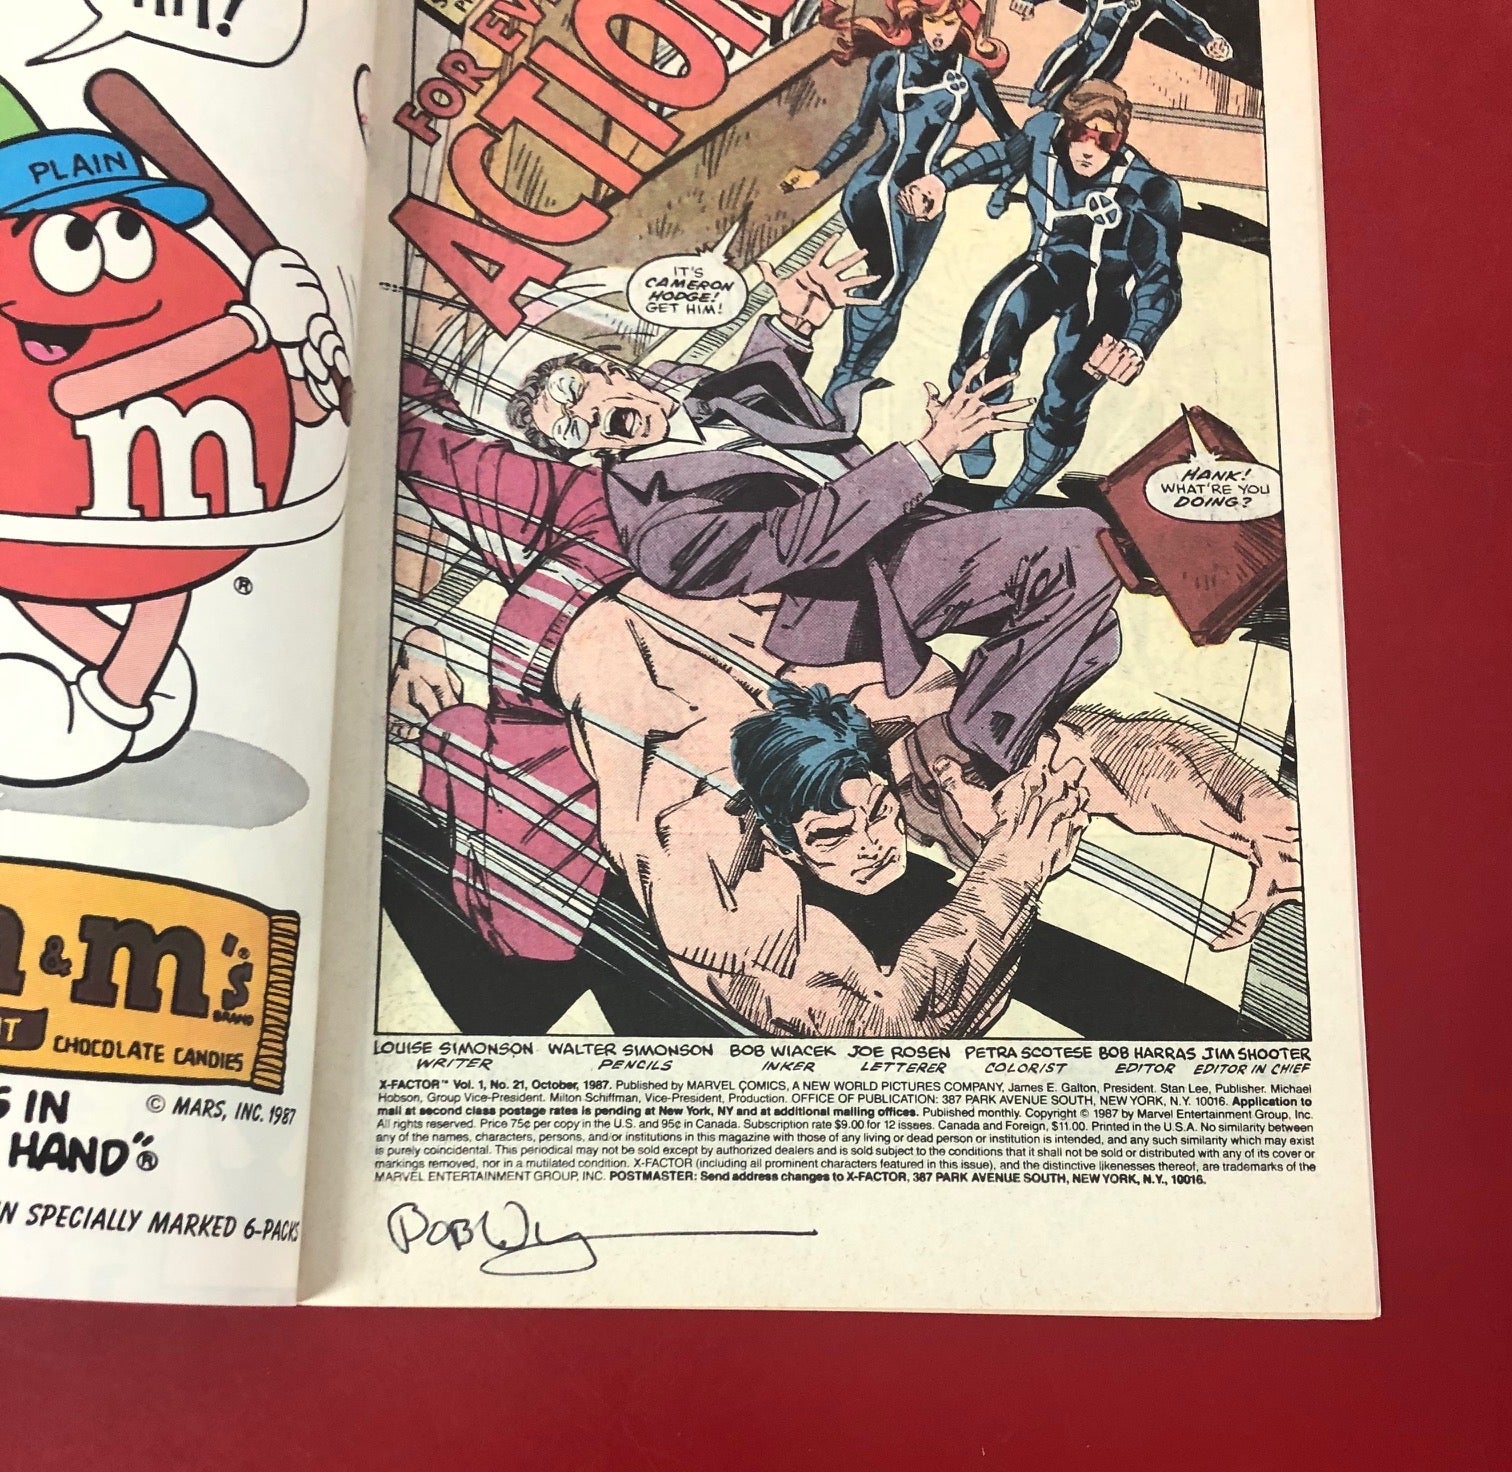 PLAIN
m
®
m & m's
BRAND
CHOCOLATE CANDIES
S IN
© MARS, INC. 1987
HAND"®
IN SPECIALLY MARKED 6-PACKS
FOR
ACTION
IT'S
CAMERON
HODGE!
GET HIM!
HANK!
WHAT'RE YOU
DOING?
LOUISE SIMONSON WALTER SIMONSON BOB WIACEK JOE ROSEN PETRA SCOTESE BOB HARRAS JIM SHOOTER
WRITER PENCILS INKER LETTERER COLORIST EDITOR EDITOR IN CHIEF
X-FACTOR™ Vol. 1, No. 21, October, 1987. Published by MARVEL COMICS, A NEW WORLD PICTURES COMPANY, James E. Galton, President. Stan Lee, Publisher. Michael
Hobson, Group Vice-President. Milton Schiffman, Vice-President, Production. OFFICE OF PUBLICATION: 387 PARK AVENUE SOUTH, NEW YORK, N.Y. 10016. Application to
mail at second class postage rates is pending at New York, NY and at additional mailing offices. Published monthly. Copyright © 1987 by Marvel Entertainment Group, Inc.
All rights reserved. Price 75¢ per copy in the U.S. and 95¢ in Canada. Subscription rate $9.00 for 12 issues. Canada and Foreign, $11.00. Printed in the U.S.A. No similarity between
any of the names, characters, persons, and/or institutions in this magazine with those of any living or dead person or institution is intended, and any such similarity which may exist
is purely coincidental. This periodical may not be sold except by authorized dealers and is sold subject to the conditions that it shall not be sold or distributed with any of its cover or
markings removed, nor in a mutilated condition. X-FACTOR (including all prominent characters featured in this issue), and the distinctive likenesses thereof, are trademarks of the
MARVEL ENTERTAINMENT GROUP, INC. POSTMASTER: Send address changes to X-FACTOR, 387 PARK AVENUE SOUTH, NEW YORK, N.Y., 10016.
BOB